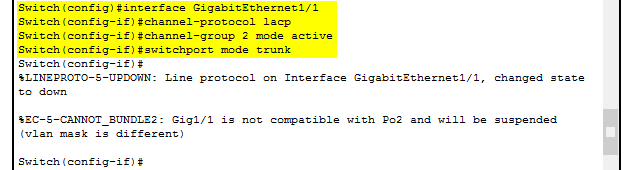 Switch(config)#interface GigabitEthernet1/1
Switch(config-if)#channel-protocol lacp
Switch(config-if)#channel-group 2 mode active
Switch(config-if)#switchport mode trunk
Switch(config-if)#
%LINEPROTO-5-UPDOWN: Line protocol on Interface GigabitEthernet1/1, changed state
to down
%EC-5-CANNOT_BUNDLE2: Gig1/1 is not compatible with Po2 and will be suspended
(vlan mask is different)
Switch(config-if)#